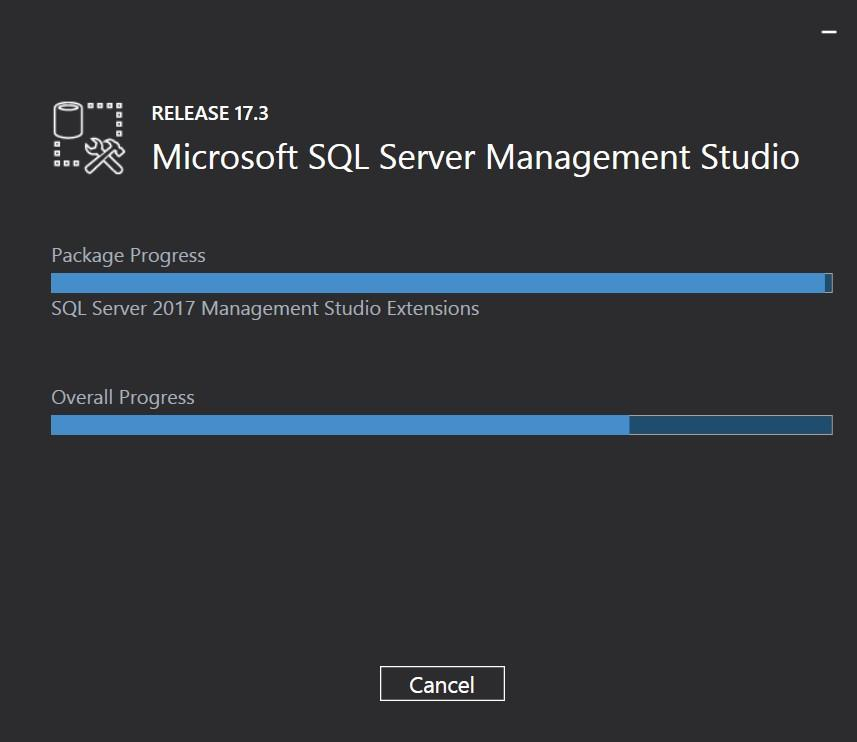 RELEASE 17.3
Microsoft SQL Server Management Studio
Package Progress
SQL Server 2017 Management Studio Extensions
Overall Progress
Cancel